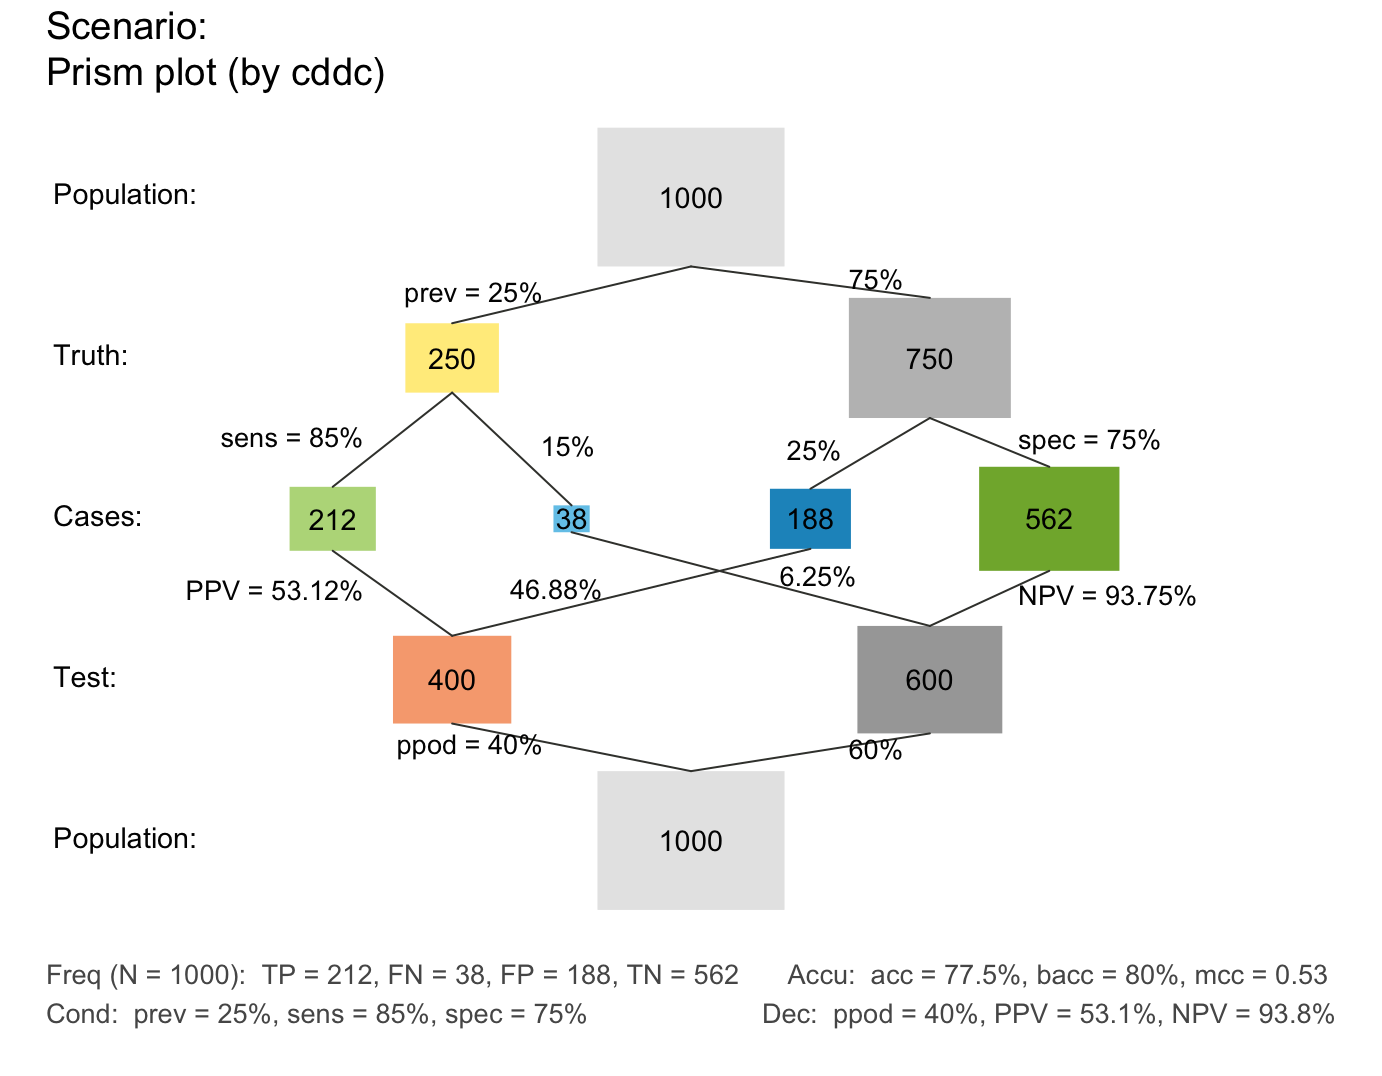 Scenario:
Prism plot (by cddc)
Population:
1000
prev = 25%
75%
Truth:
250
750
sens = 85%
15%
25%
spec = 75%
Cases:
212
38
188
562
PPV = 53.12%
46.88%
6.25%
NPV = 93.75%
Test:
400
600
ppod = 40%
60%
Population:
1000
Freq (N = 1000):  TP = 212, FN = 38, FP = 188, TN = 562
Accu:  acc = 77.5%, bacc = 80%, mcc = 0.53
Cond:  prev = 25%, sens = 85%, spec = 75%
Dec:  ppod = 40%, PPV = 53.1%, NPV = 93.8%